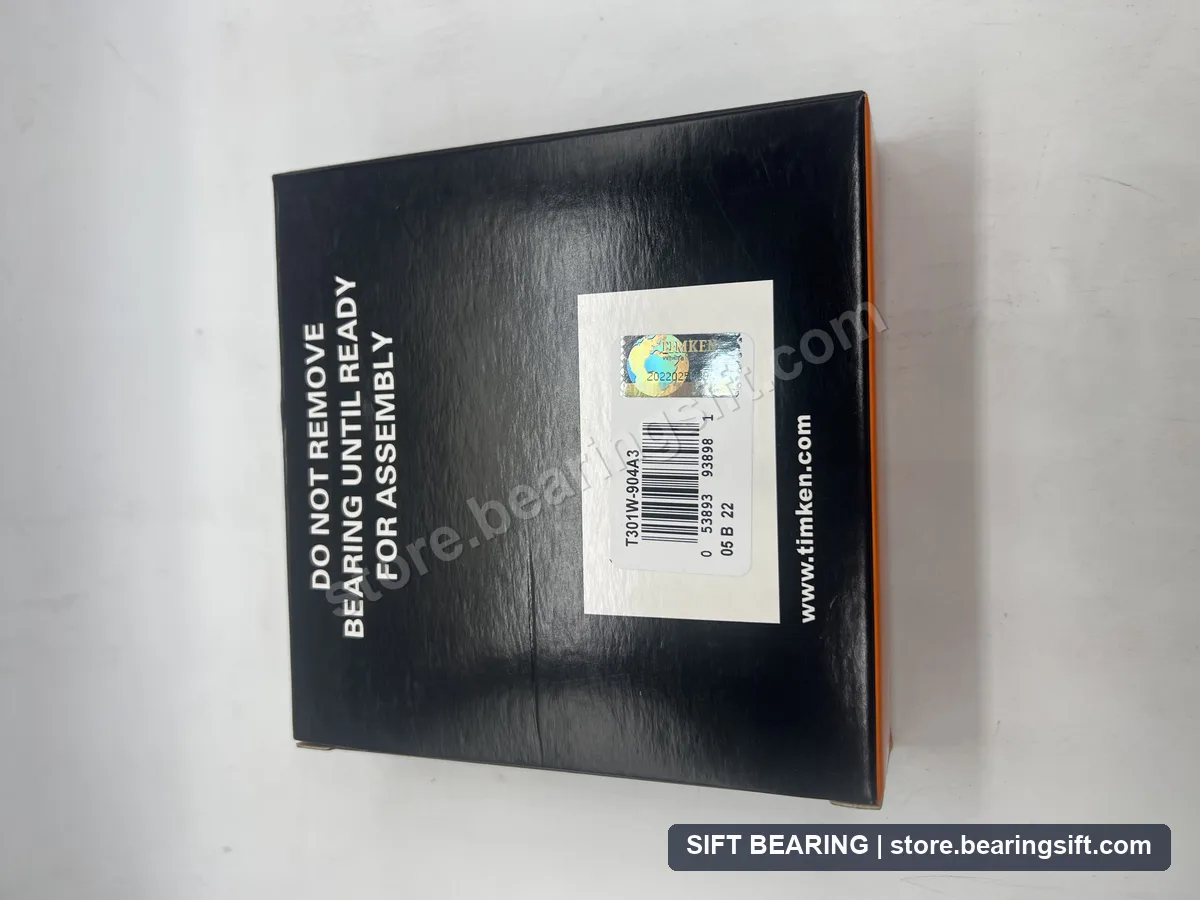 DO NOT REMOVE
BEARING UNTIL READY
FOR ASSEMBLY
T301W-904A3
0 53893 93898 1
05 B 22
TIMKEN
www.timken.com
store.bearingsift.com
SIFT BEARING | store.bearingsift.com